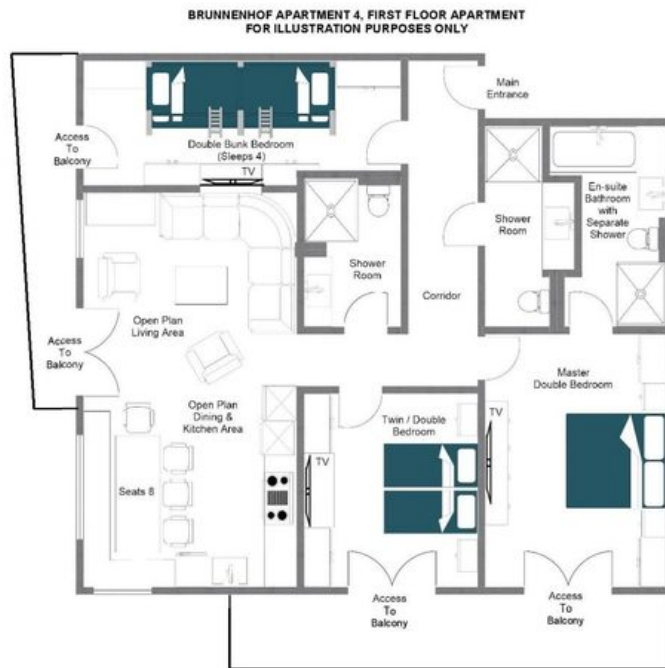 BRUNNENHOF APARTMENT 4, FIRST FLOOR APARTMENT
FOR ILLUSTRATION PURPOSES ONLY
Main
Entrance
Access
To
Balcony
Double Bunk Bedroom
(Sleeps 4)
TV
En-suite
Bathroom
with
Separate
Shower
Shower
Room
Shower
Room
Corridor
Open Plan
Living Area
Access
To
Balcony
Master
Double Bedroom
Open Plan
Dining &
Kitchen Area
Twin / Double
Bedroom
TV
TV
Seats 8
Access
To
Balcony
Access
To
Balcony